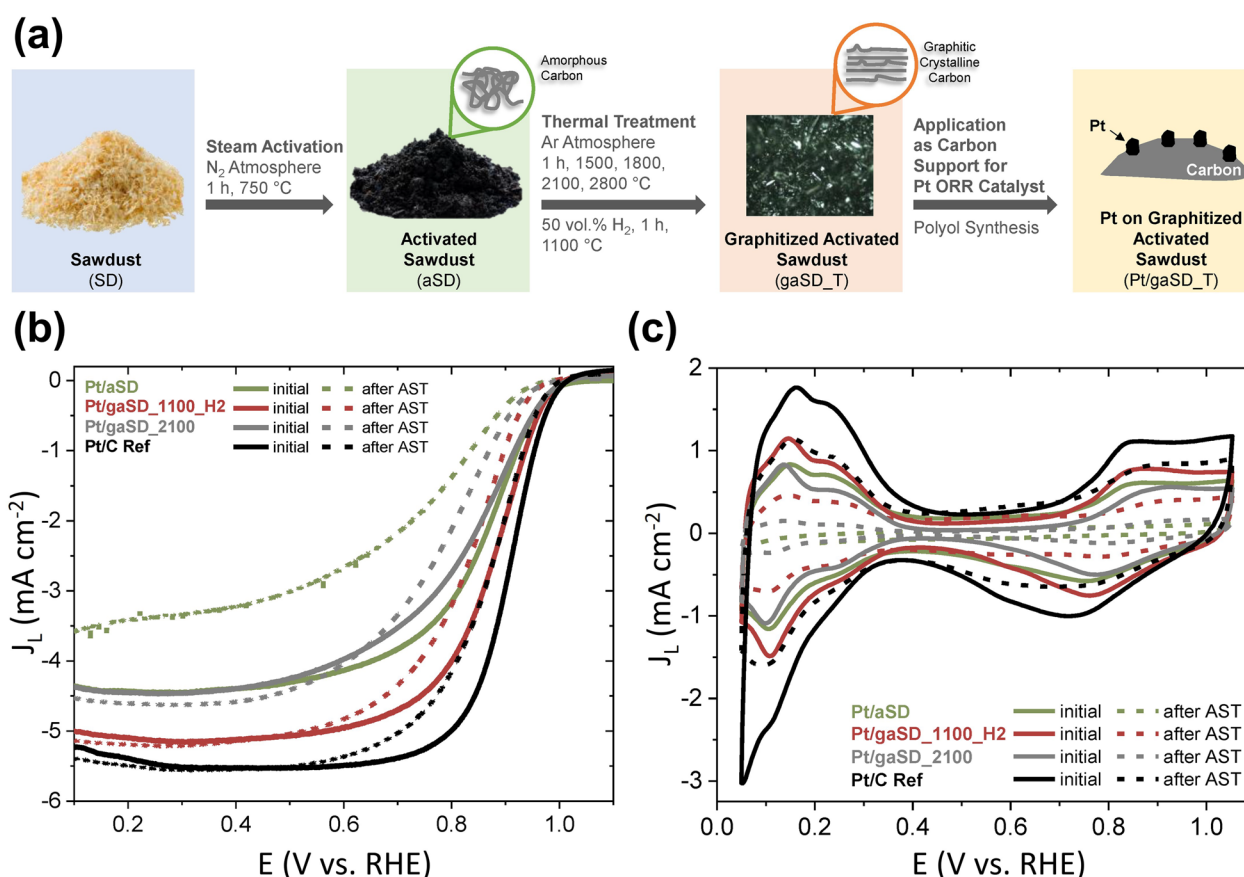 (a)
Sawdust
(SD)
Steam Activation
N₂ Atmosphere
1 h, 750 °C
Amorphous
Carbon
Activated
Sawdust
(aSD)
Thermal Treatment
Ar Atmosphere
1 h, 1500, 1800,
2100, 2800 °C
50 vol.% H₂, 1 h,
1100 °C
Graphitic
Crystalline
Carbon
Graphitized Activated
Sawdust
(gaSD_T)
Application
as Carbon
Support for
Pt ORR Catalyst
Polyol Synthesis
Pt
Carbon
Pt on Graphitized
Activated
Sawdust
(Pt/gaSD_T)
(b)
Pt/aSD initial after AST
Pt/gaSD_1100_H2 initial after AST
Pt/gaSD_2100 initial after AST
Pt/C Ref initial after AST
0
-1
-2
-3
-4
-5
-6
J_L (mA cm⁻²)
0.2 0.4 0.6 0.8 1.0
E (V vs. RHE)
(c)
2
1
0
-1
-2
-3
J_L (mA cm⁻²)
Pt/aSD initial after AST
Pt/gaSD_1100_H2 initial after AST
Pt/gaSD_2100 initial after AST
Pt/C Ref initial after AST
0.0 0.2 0.4 0.6 0.8 1.0
E (V vs. RHE)